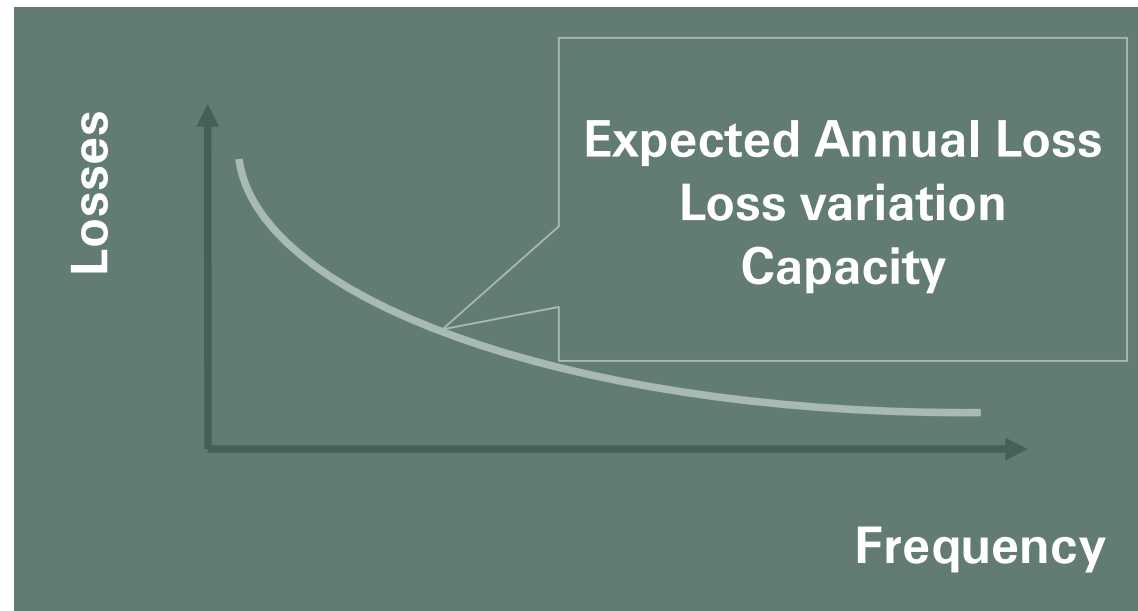 Losses
Expected Annual Loss
Loss variation
Capacity
Frequency